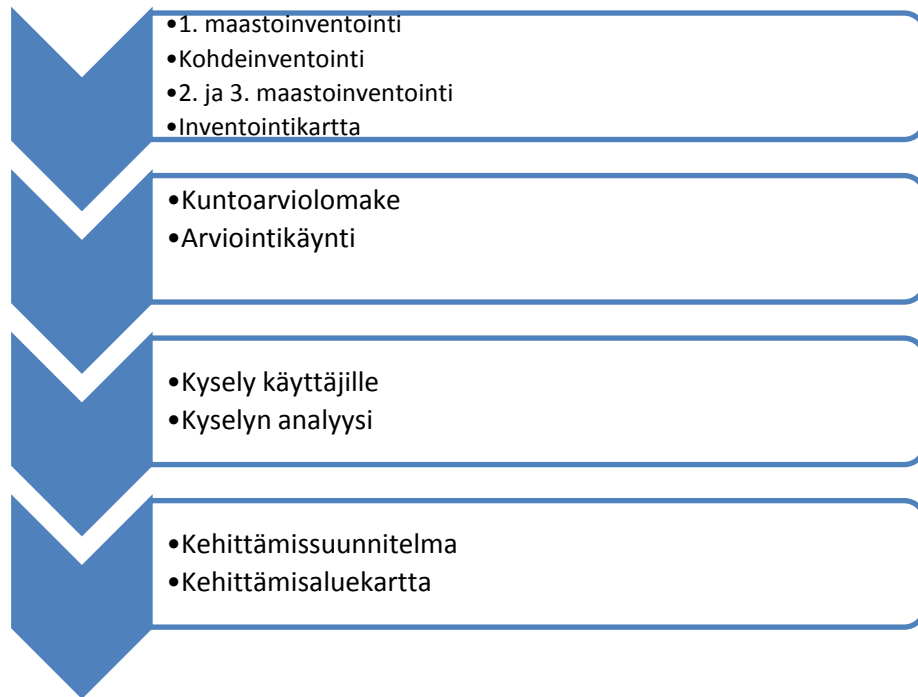 •1. maastoinventointi
•Kohdeinventointi
•2. ja 3. maastoinventointi
•Inventointikartta
•Kuntoarviolomake
•Arviointikäynti
•Kysely käyttäjille
•Kyselyn analyysi
•Kehittämissuunnitelma
•Kehittämisaluekartta